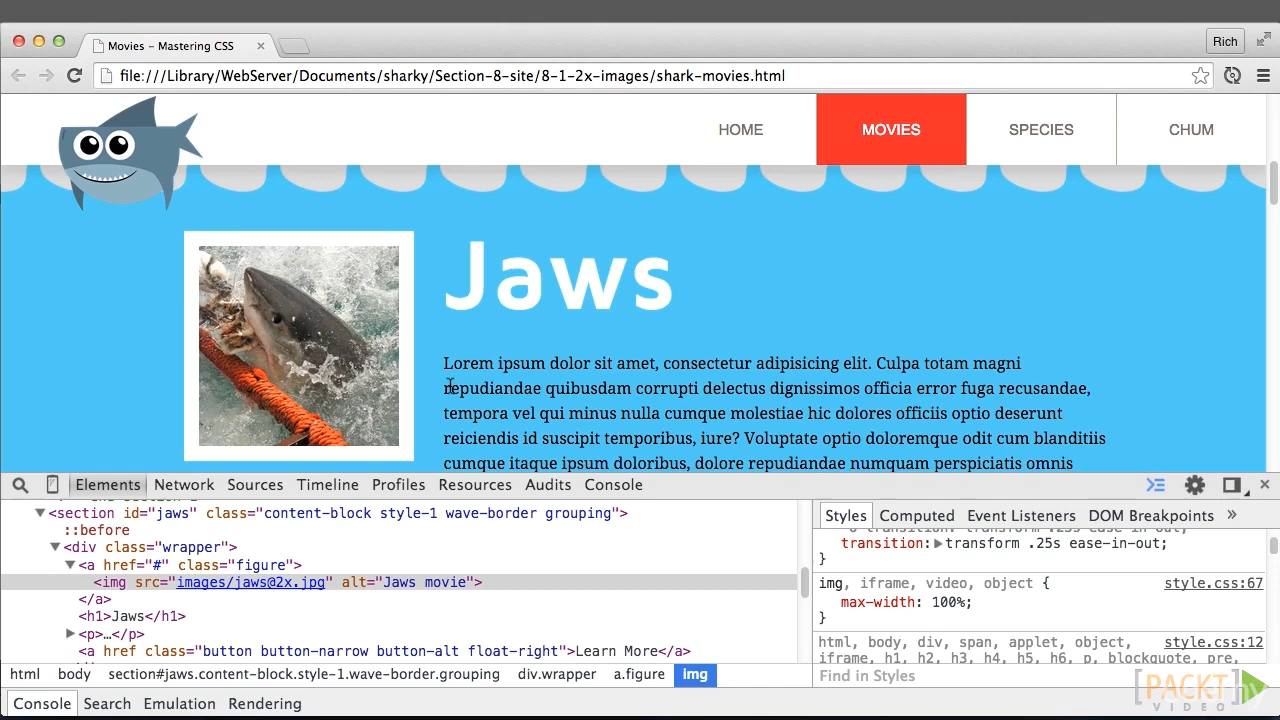 Movies – Mastering CSS
Rich
file:///Library/WebServer/Documents/sharky/Section-8-site/8-1-2x-images/shark-movies.html
HOME MOVIES SPECIES CHUM
Jaws
Lorem ipsum dolor sit amet, consectetur adipisicing elit. Culpa totam magni
repudiandae quibusdam corrupti delectus dignissimos officia error fuga recusandae,
tempora vel qui minus nulla cumque molestiae hic dolores officiis optio deserunt
reiciendis id suscipit temporibus, iure? Voluptate optio doloremque odit cum blanditiis
cumque itaque ipsum doloribus, dolore repudiandae numquam perspiciatis omnis
Elements Network Sources Timeline Profiles Resources Audits Console
<section id="jaws" class="content-block style-1 wave-border grouping">
::before
<div class="wrapper">
<a href="#" class="figure">
<img src="images/jaws@2x.jpg" alt="Jaws movie">
</a>
<h1>Jaws</h1>
<p>…</p>
<a href class="button button-narrow button-alt float-right">Learn More</a>
html body section#jaws.content-block.style-1.wave-border.grouping div.wrapper a.figure img
Console Search Emulation Rendering
Styles Computed Event Listeners DOM Breakpoints »
transition: transform .25s ease-in-out;
}
img, iframe, video, object { style.css:67
max-width: 100%;
}
html, body, div, span, applet, object, style.css:12
iframe, h1, h2, h3, h4, h5, h6, p, blockquote, pre,
Find in Styles
PACKT
VIDEO